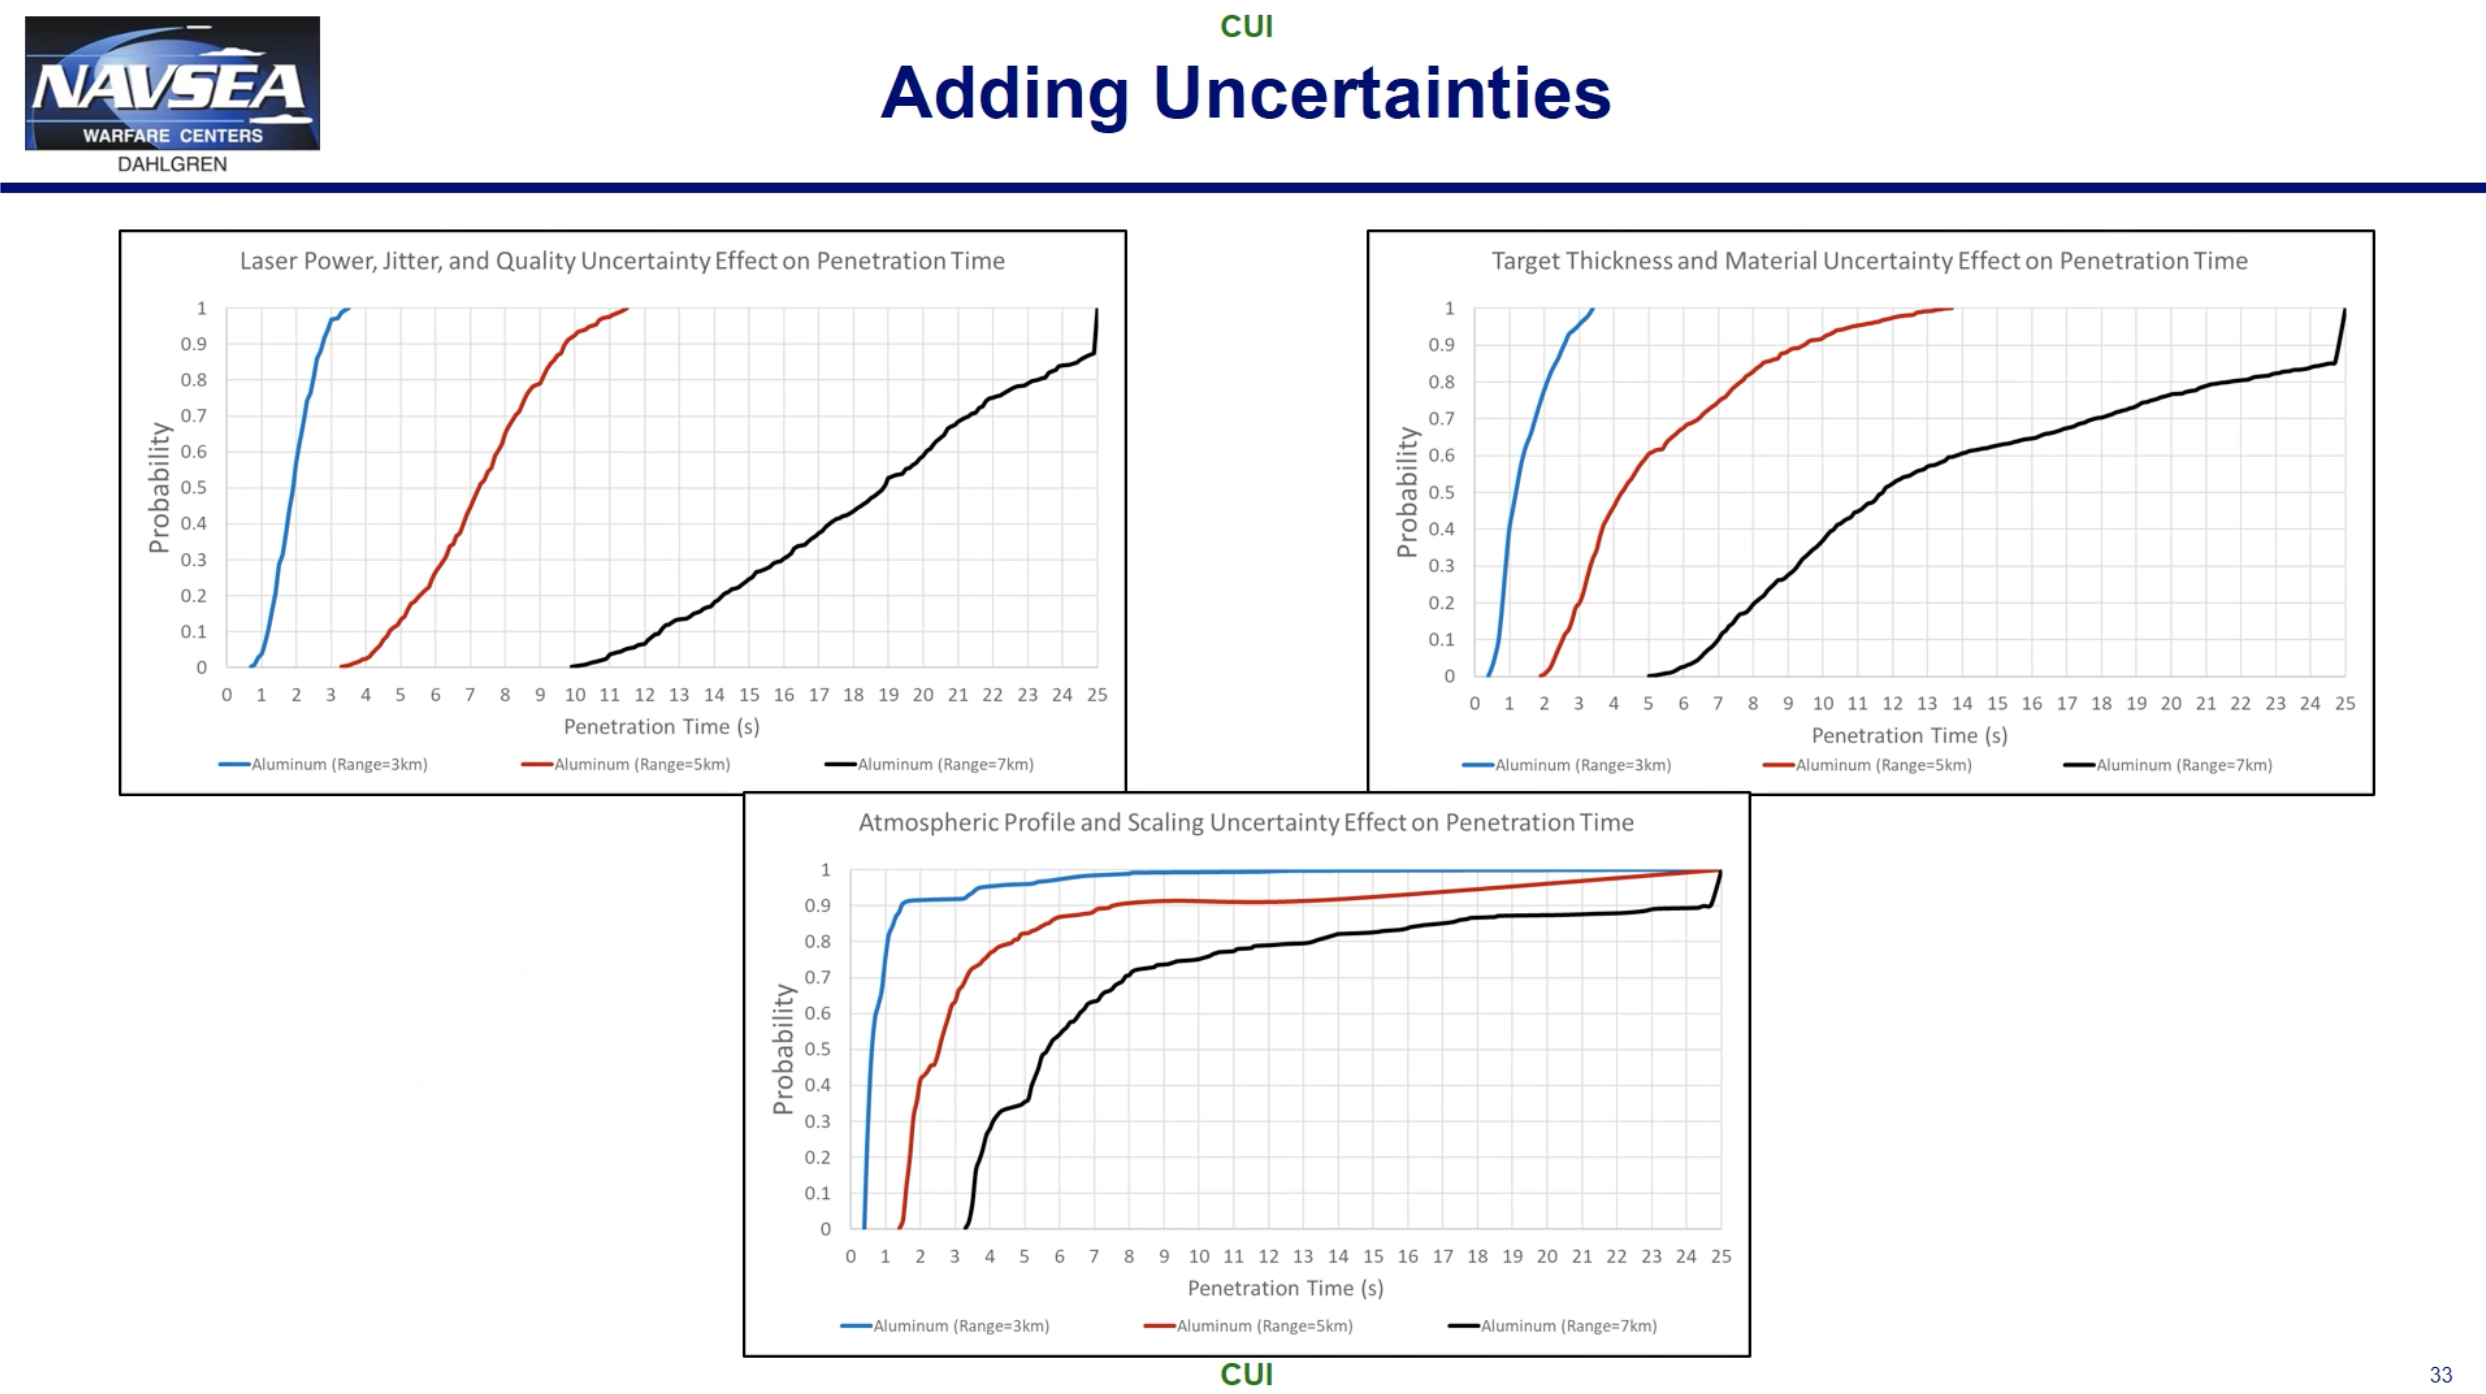 CUI
NAVSEA
WARFARE CENTERS
DAHLGREN
Adding Uncertainties
Laser Power, Jitter, and Quality Uncertainty Effect on Penetration Time
1
0.9
0.8
0.7
0.6
0.5
0.4
0.3
0.2
0.1
0
Probability
0 1 2 3 4 5 6 7 8 9 10 11 12 13 14 15 16 17 18 19 20 21 22 23 24 25
Penetration Time (s)
Aluminum (Range=3km) Aluminum (Range=5km) Aluminum (Range=7km)
Target Thickness and Material Uncertainty Effect on Penetration Time
1
0.9
0.8
0.7
0.6
0.5
0.4
0.3
0.2
0.1
0
Probability
0 1 2 3 4 5 6 7 8 9 10 11 12 13 14 15 16 17 18 19 20 21 22 23 24 25
Penetration Time (s)
Aluminum (Range=3km) Aluminum (Range=5km) Aluminum (Range=7km)
Atmospheric Profile and Scaling Uncertainty Effect on Penetration Time
1
0.9
0.8
0.7
0.6
0.5
0.4
0.3
0.2
0.1
0
Probability
0 1 2 3 4 5 6 7 8 9 10 11 12 13 14 15 16 17 18 19 20 21 22 23 24 25
Penetration Time (s)
Aluminum (Range=3km) Aluminum (Range=5km) Aluminum (Range=7km)
CUI
33